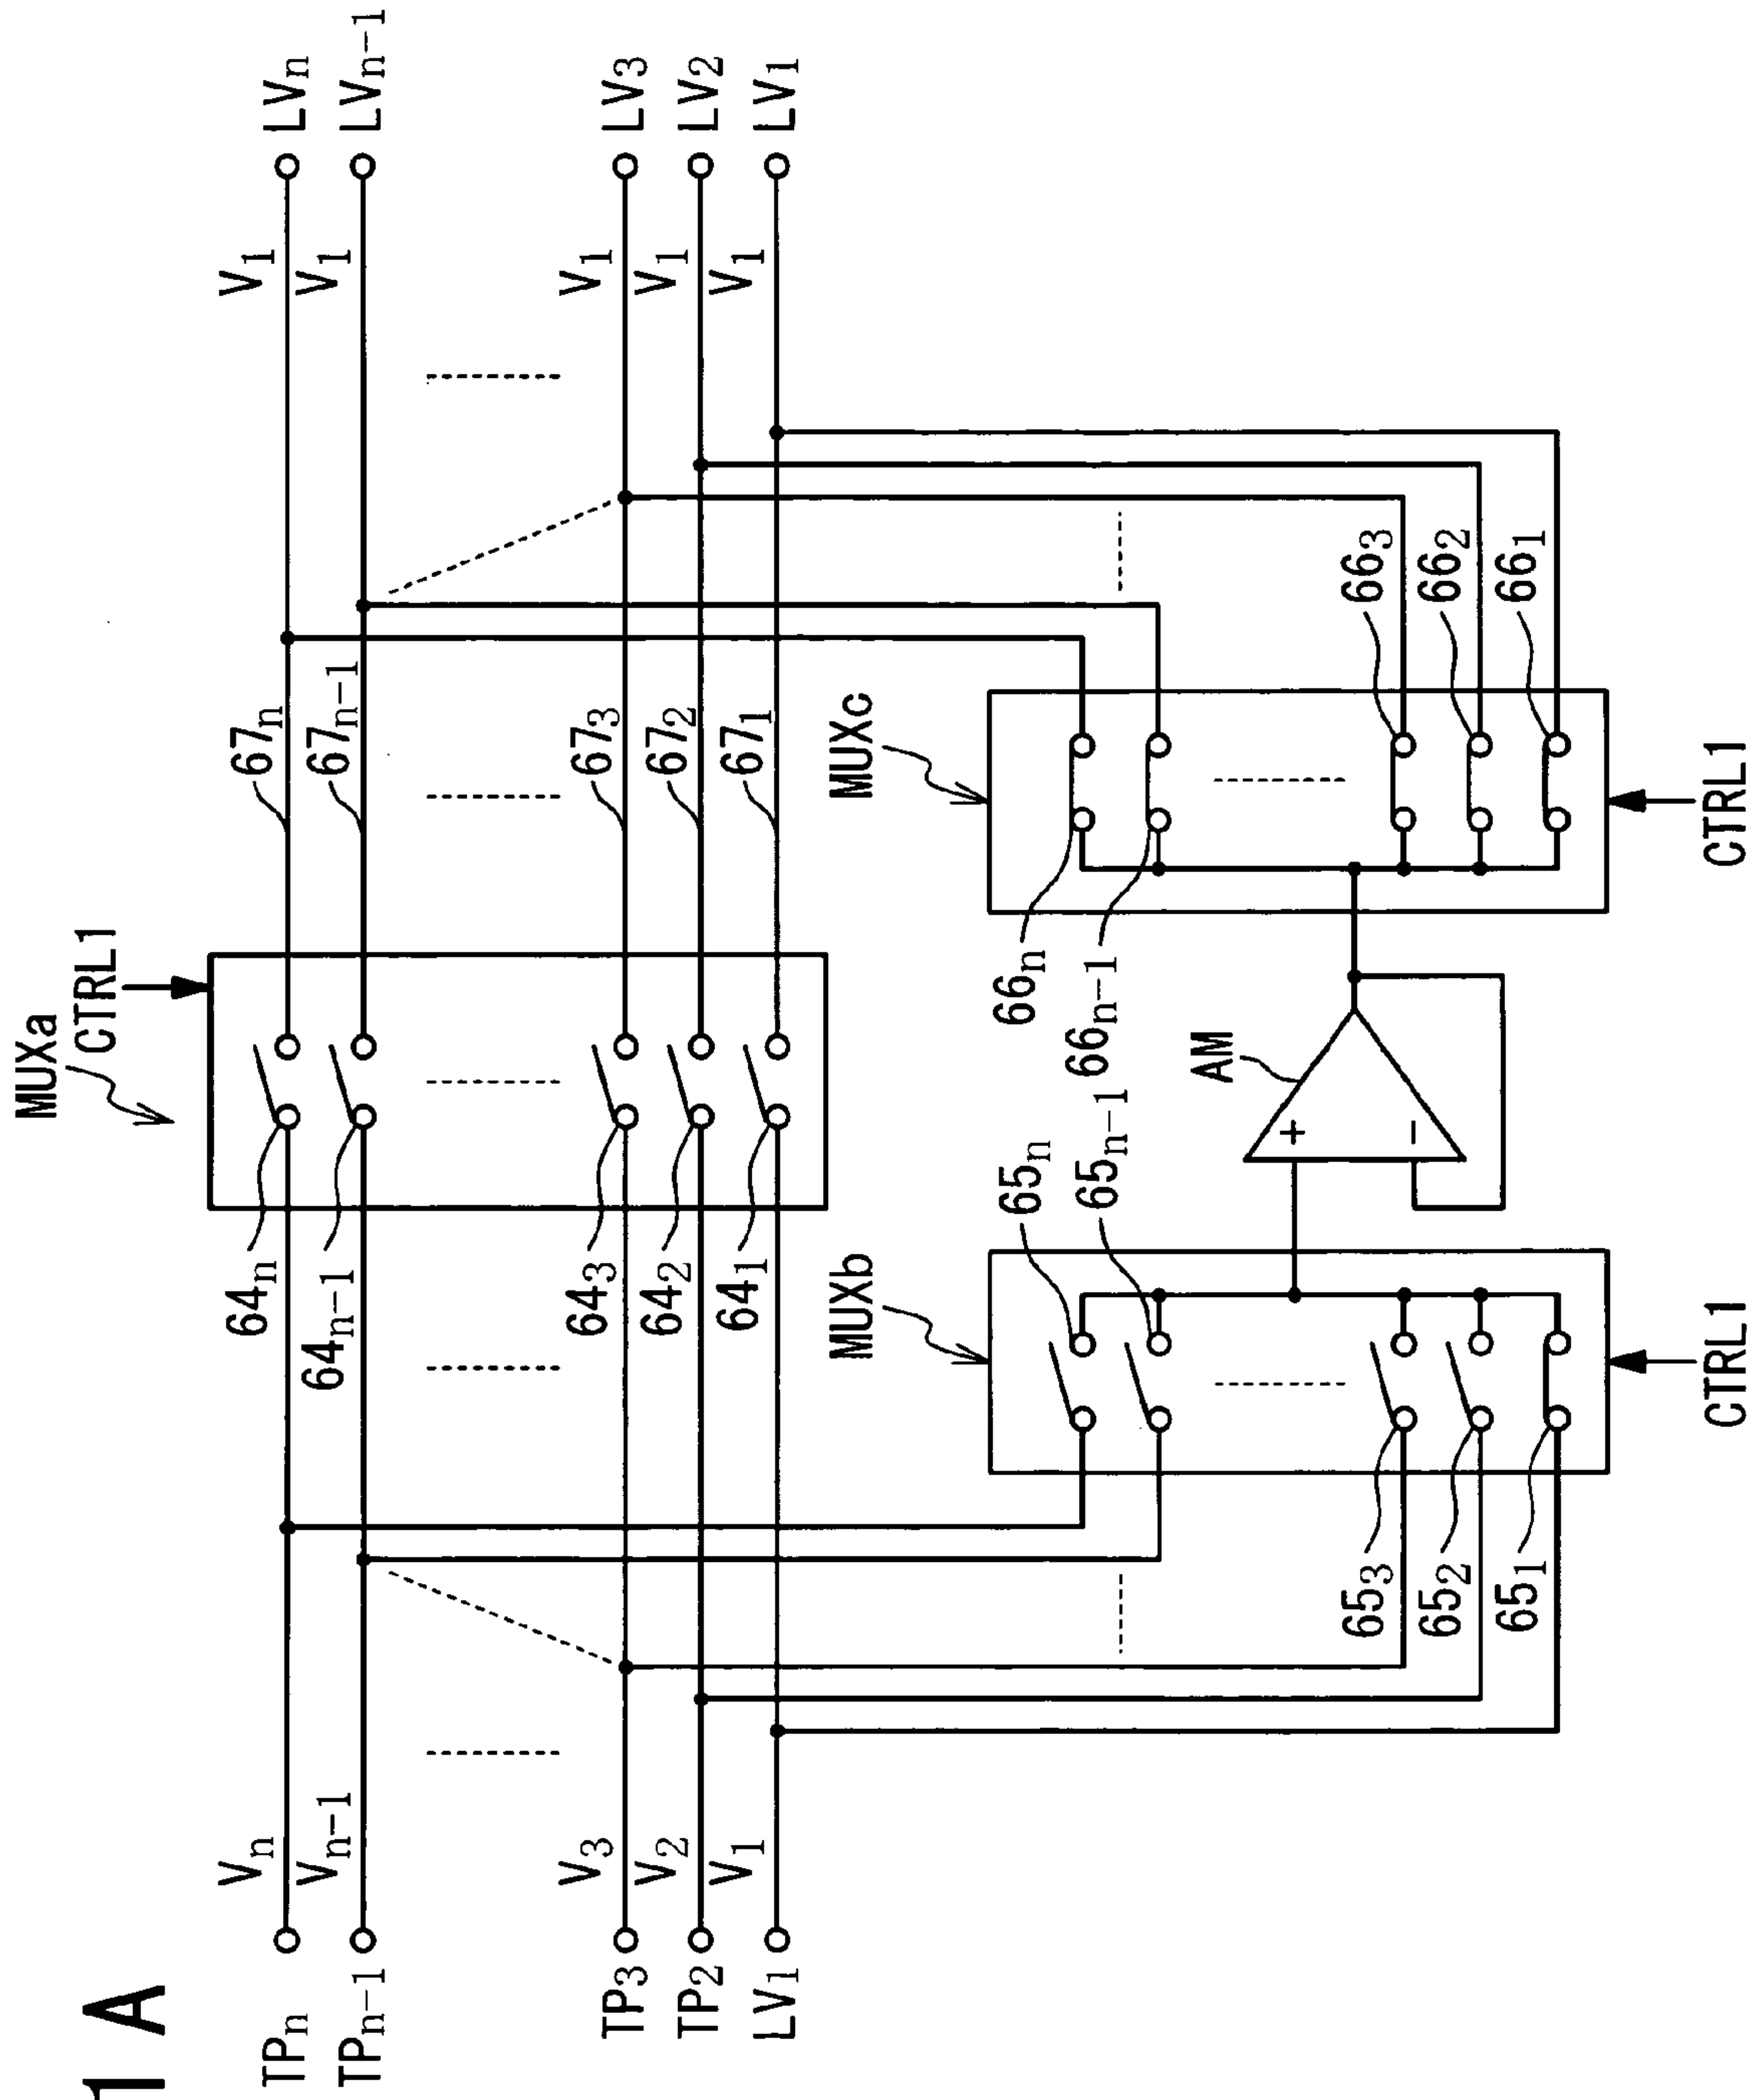 1 A
MUXa
CTRL1
TPₙ Vₙ 64ₙ 67ₙ V₁ LVₙ
TPₙ₋₁ Vₙ₋₁ 64ₙ₋₁ 67ₙ₋₁ V₁ LVₙ₋₁
TP₃ V₃ 64₃ 67₃ V₁ LV₃
TP₂ V₂ 64₂ 67₂ V₁ LV₂
LV₁ V₁ 64₁ 67₁ V₁ LV₁
MUXb
MUXc
65ₙ
65ₙ₋₁
AM
+
−
66ₙ
66ₙ₋₁
65₃
65₂
65₁
66₃
66₂
66₁
CTRL1
CTRL1